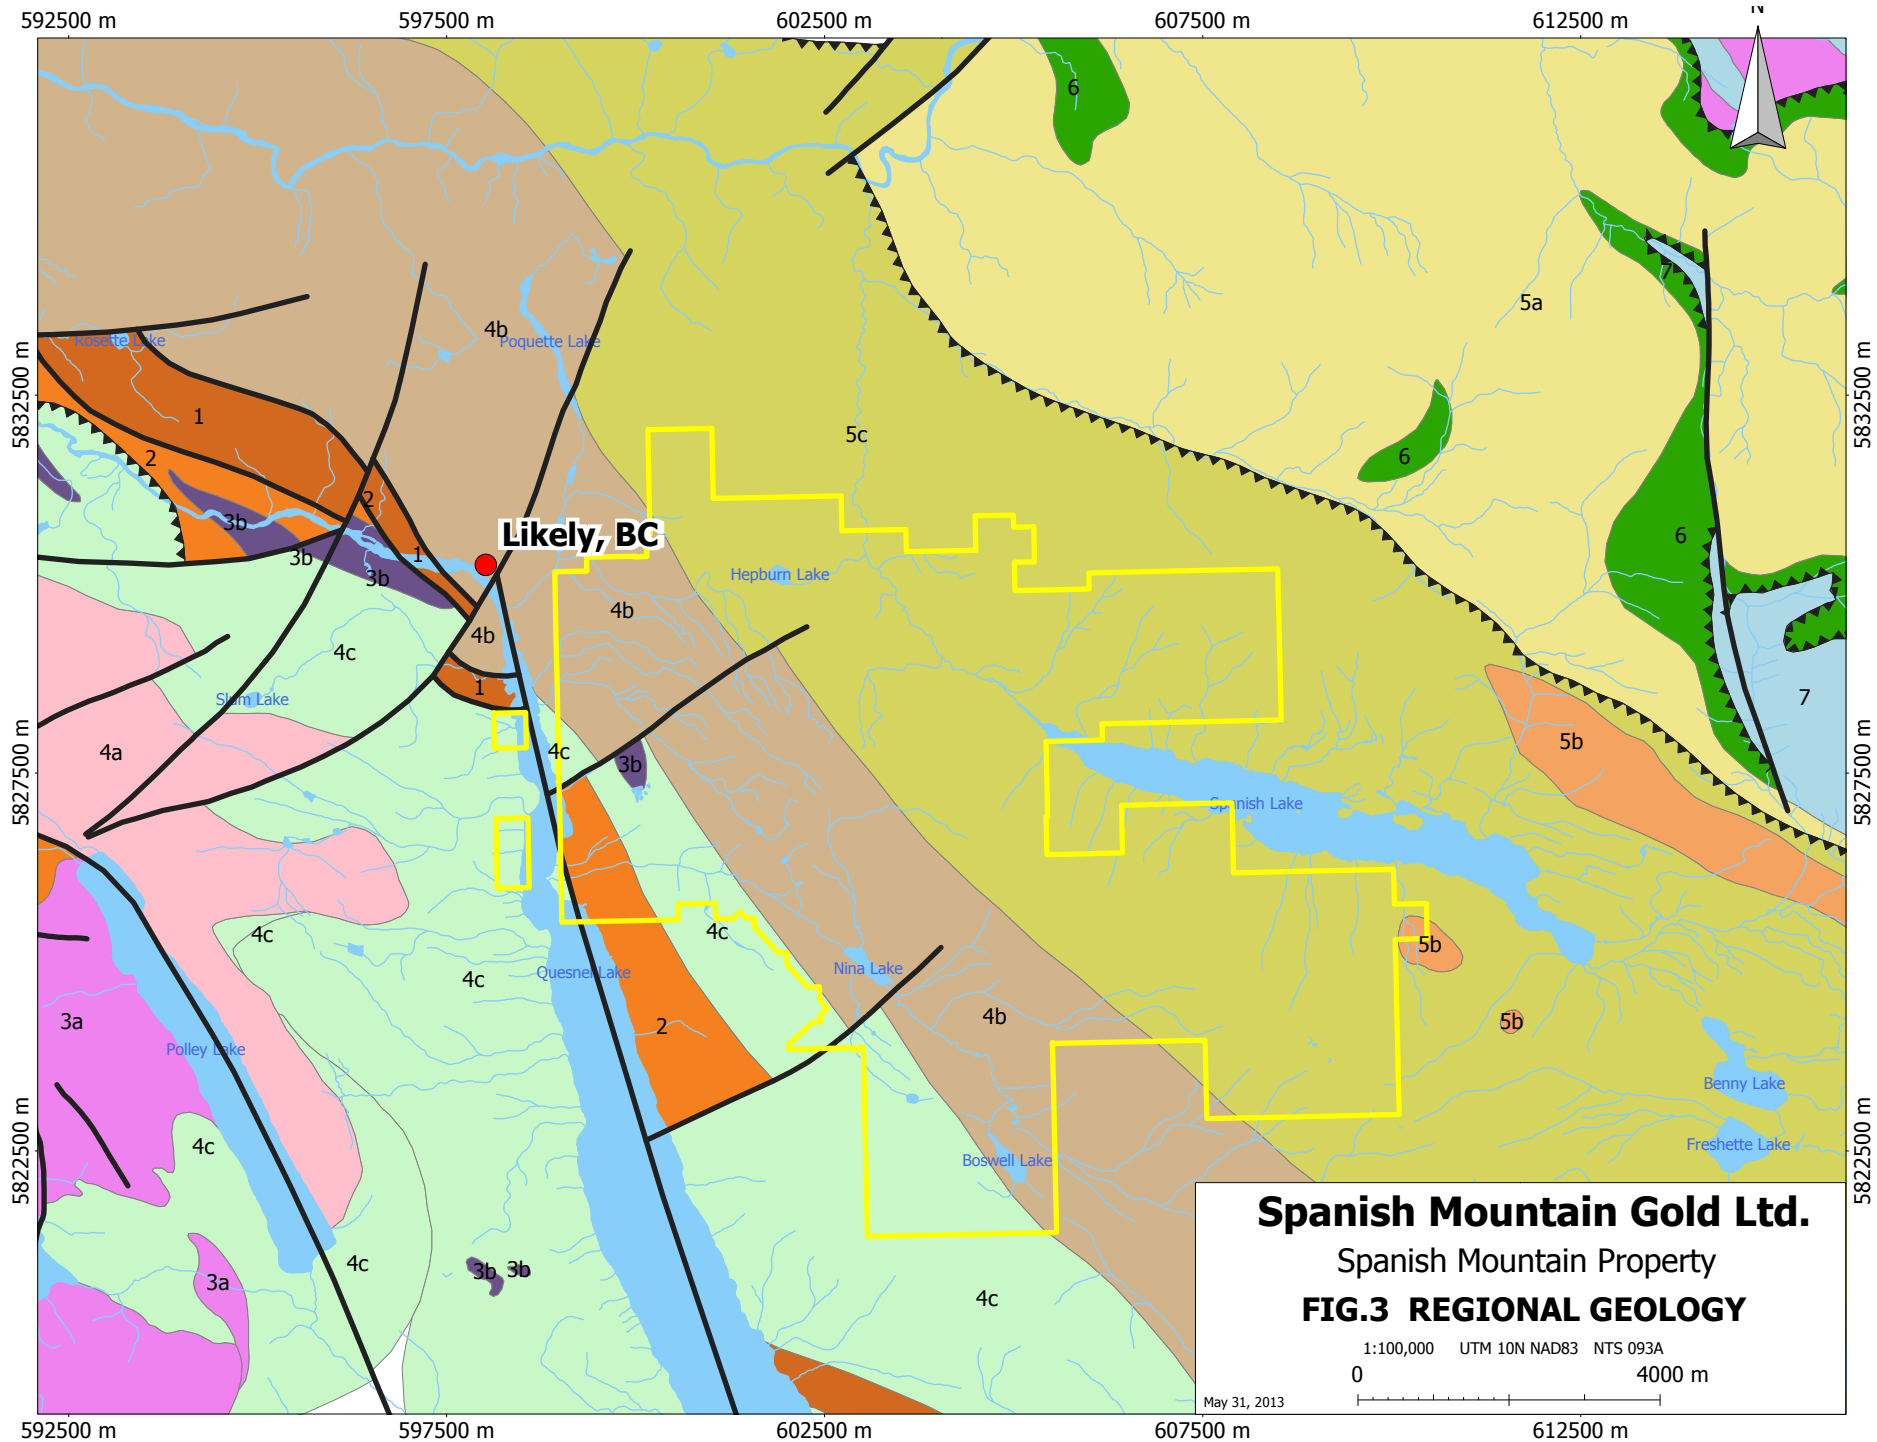 592500 m 597500 m 602500 m 607500 m 612500 m
N
6
7
5a
4b
Rosette Lake
Poquette Lake
5832500 m
5832500 m
1
5c
2
6
2
3b
Likely, BC
6
3b
1
3b
Hepburn Lake
4b
4b
4c
1
Slum Lake
7
4a
4c
3b
5b
5827500 m
5827500 m
Spanish Lake
4c
4c
5b
4c
Quesnel Lake
Nina Lake
3a
2
4b
5b
Polley Lake
Benny Lake
4c
Freshette Lake
5822500 m
5822500 m
Boswell Lake
4c
3b 3b
3a
4c
Spanish Mountain Gold Ltd.
Spanish Mountain Property
FIG.3 REGIONAL GEOLOGY
1:100,000 UTM 10N NAD83 NTS 093A
0 4000 m
May 31, 2013
592500 m 597500 m 602500 m 607500 m 612500 m